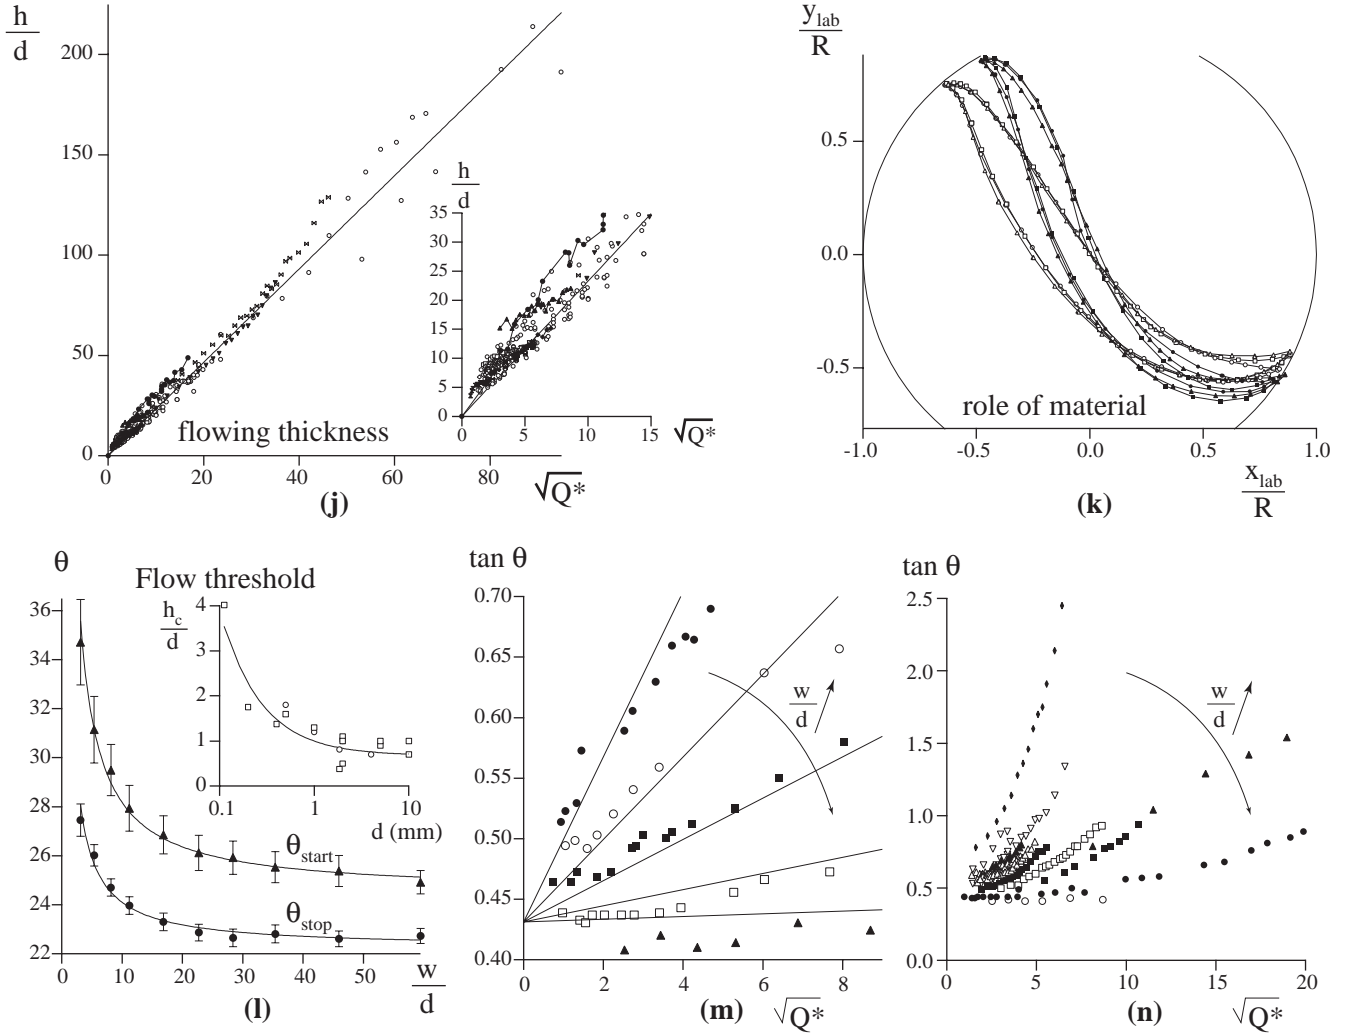 h
d
200
150
100
50
0
0
20
40
60
80
√Q*
flowing thickness
h
d
35
30
25
20
15
10
5
0
0
5
10
15
√Q*
(j)
y_lab
R
0.5
0.0
-0.5
-1.0
-0.5
0.0
0.5
1.0
role of material
x_lab
R
(k)
θ
Flow threshold
36
34
32
30
28
26
24
22
0
10
20
30
40
50
w
d
h_c
d
4
3
2
1
0
0.1
1
10
d (mm)
θ_start
θ_stop
(l)
tan θ
0.70
0.65
0.60
0.55
0.50
0.45
0.40
0
2
4
6
8
w
d
√Q*
(m)
tan θ
2.5
2.0
1.5
1.0
0.5
0.0
0
5
10
15
20
w
d
√Q*
(n)